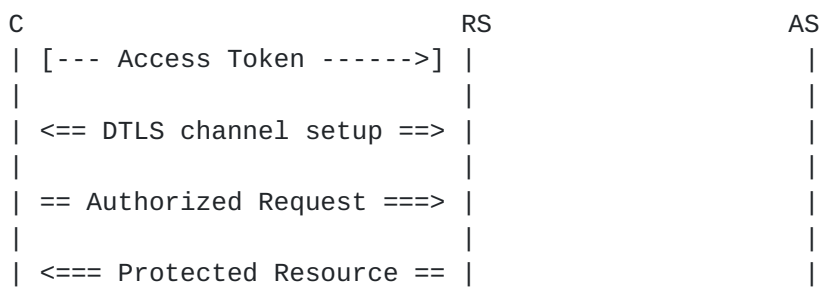 C                            RS                   AS
| [--- Access Token ------>] |                     |
|                            |                     |
| <== DTLS channel setup ==> |                     |
|                            |                     |
| == Authorized Request ===> |                     |
|                            |                     |
| <=== Protected Resource == |                     |